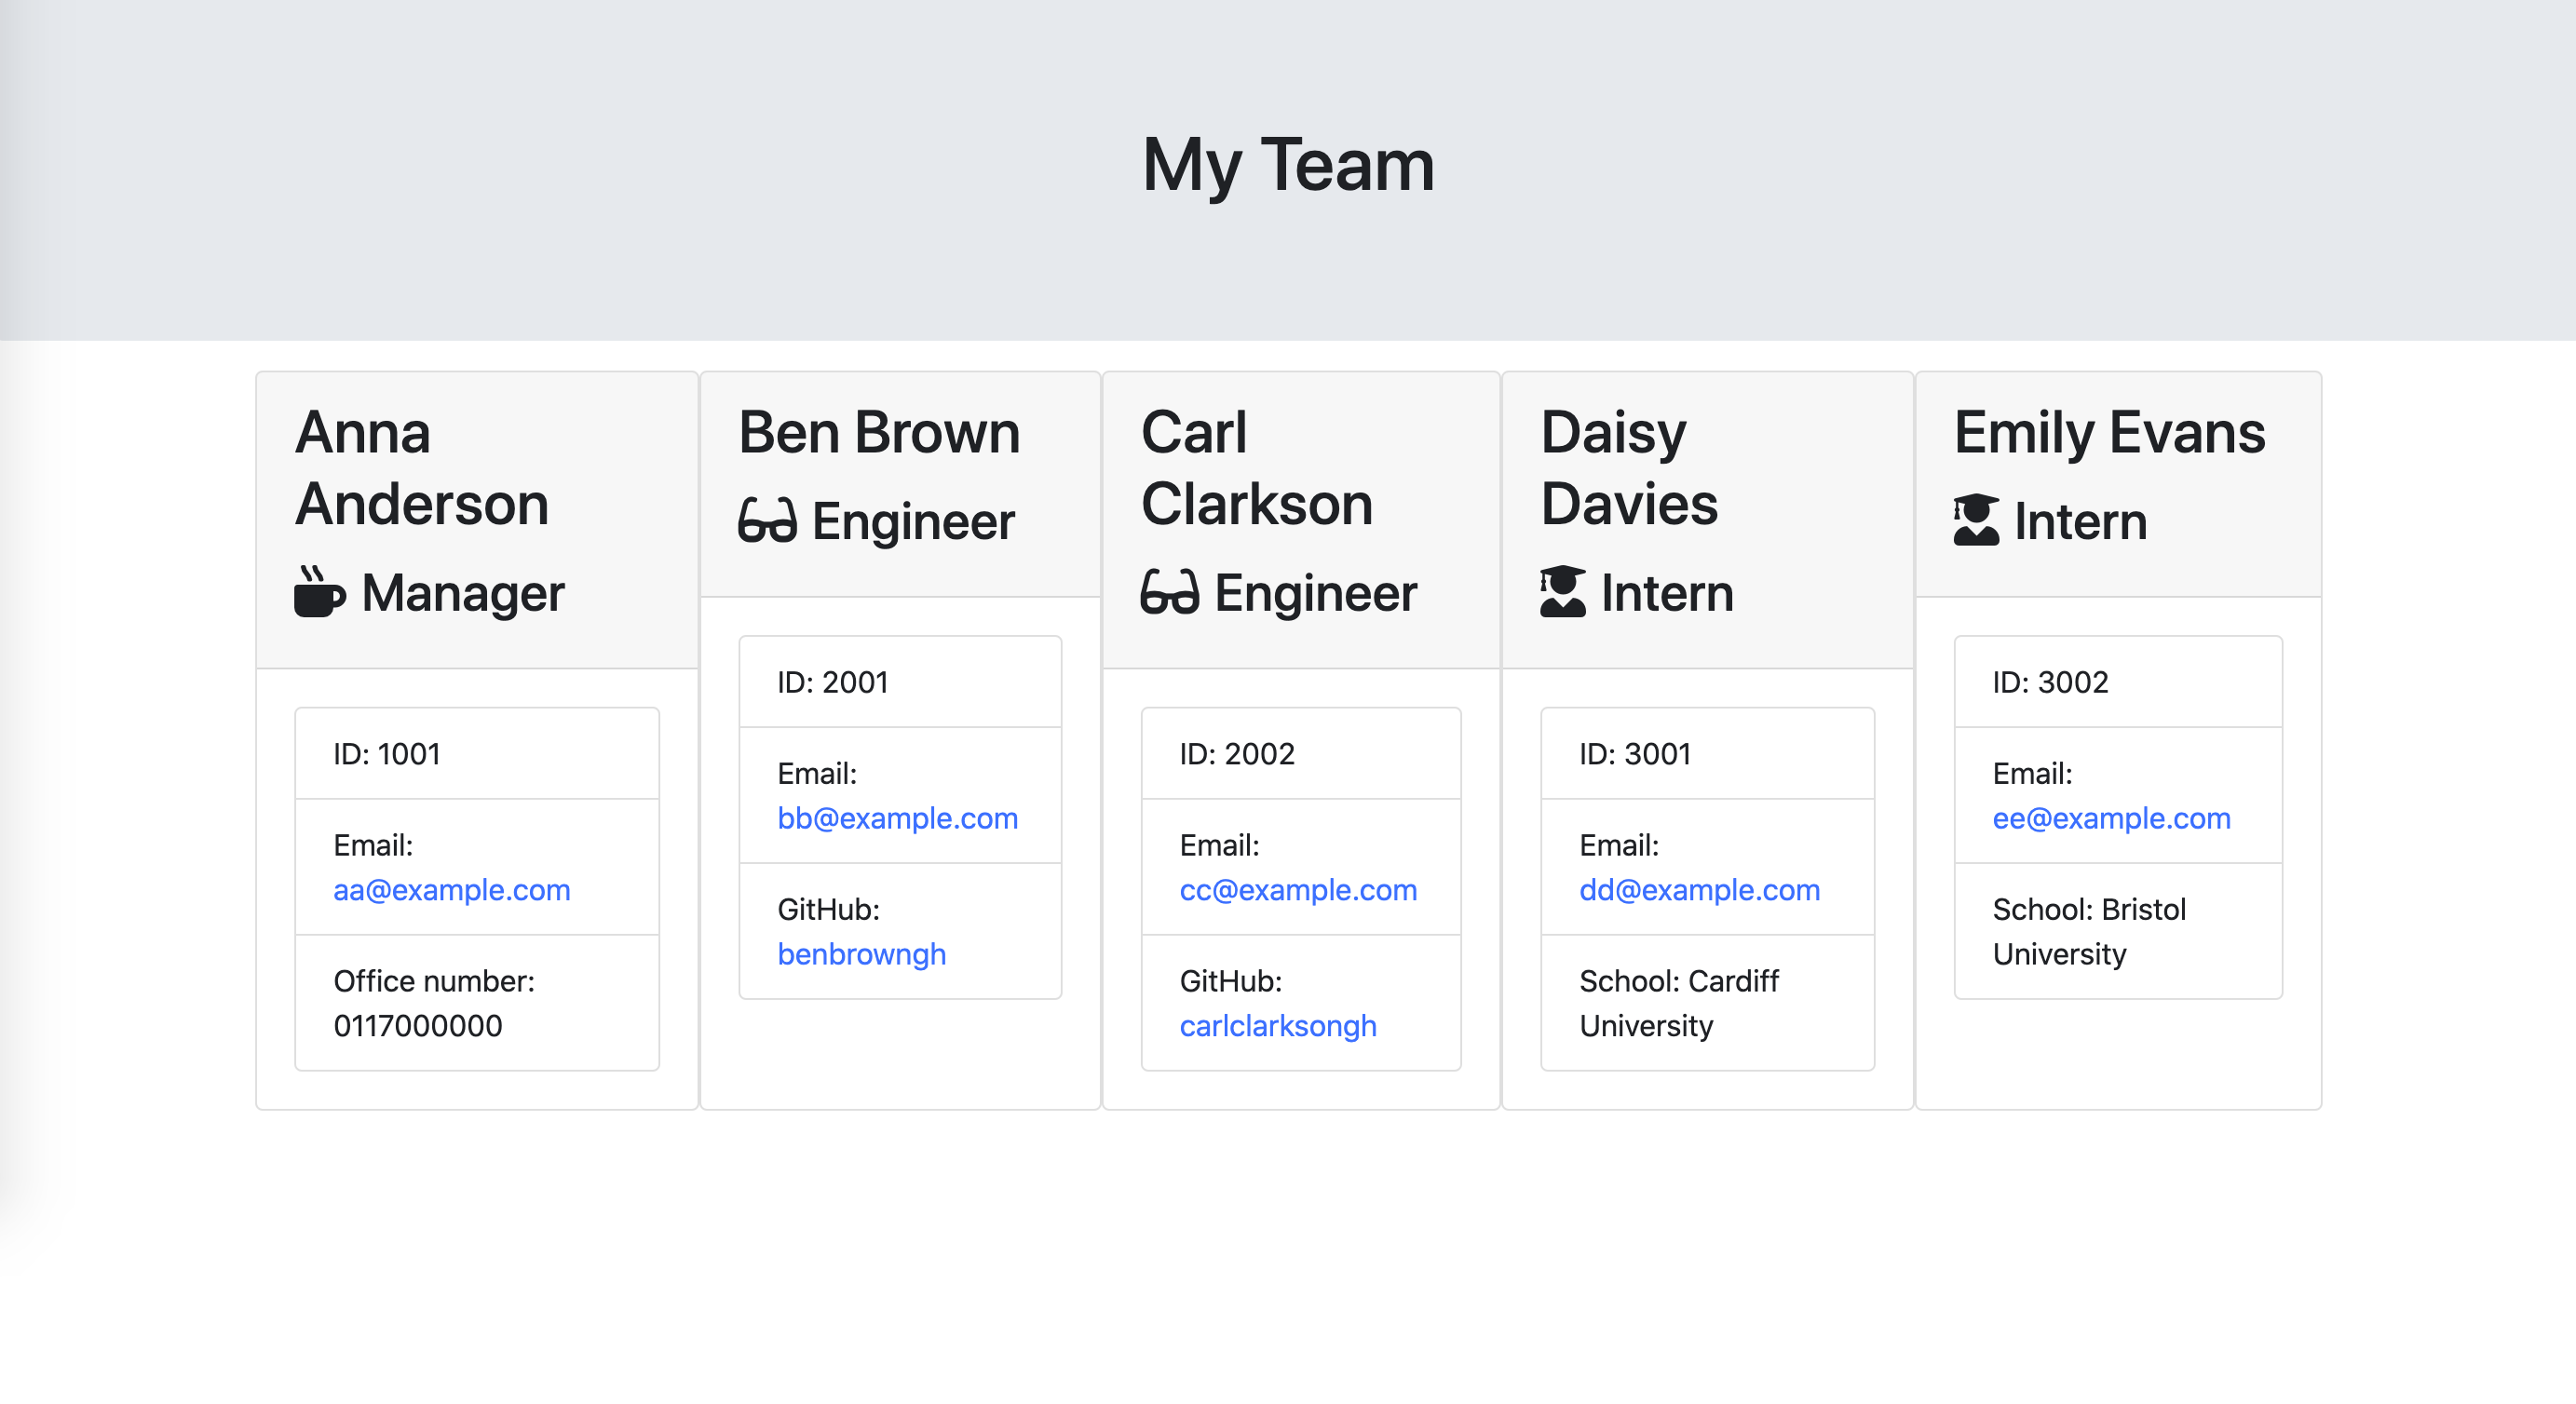 My Team
Anna
Anderson
Manager
ID: 1001
Email:
aa@example.com
Office number:
0117000000
Ben Brown
Engineer
ID: 2001
Email:
bb@example.com
GitHub:
benbrowngh
Carl
Clarkson
Engineer
ID: 2002
Email:
cc@example.com
GitHub:
carlclarksongh
Daisy
Davies
Intern
ID: 3001
Email:
dd@example.com
School: Cardiff
University
Emily Evans
Intern
ID: 3002
Email:
ee@example.com
School: Bristol
University